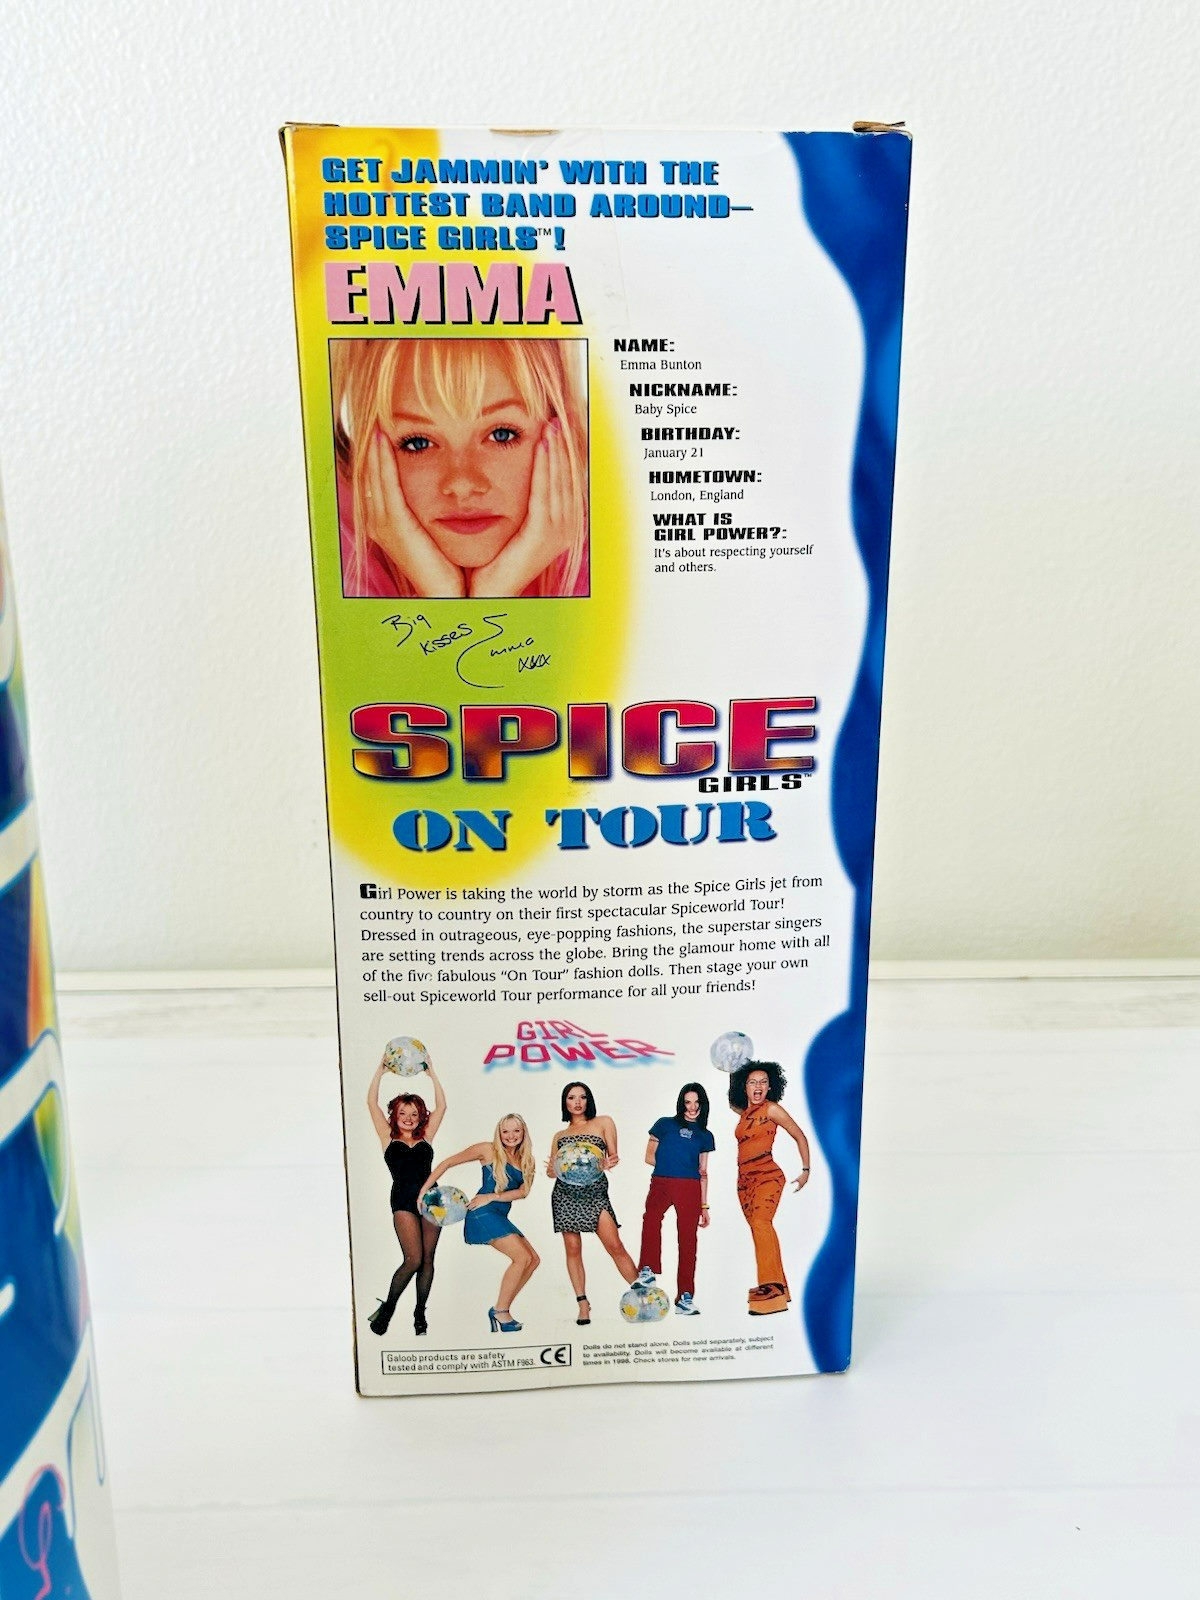 GET JAMMIN' WITH THE
HOTTEST BAND AROUND—
SPICE GIRLS™!
EMMA
NAME:
Emma Bunton
NICKNAME:
Baby Spice
BIRTHDAY:
January 21
HOMETOWN:
London, England
WHAT IS
GIRL POWER?:
It's about respecting yourself
and others.
Big
Kisses
Emma
xxx
SPICE
GIRLS™
ON TOUR
Girl Power is taking the world by storm as the Spice Girls jet from
country to country on their first spectacular Spiceworld Tour!
Dressed in outrageous, eye-popping fashions, the superstar singers
are setting trends across the globe. Bring the glamour home with all
of the five fabulous “On Tour” fashion dolls. Then stage your own
sell-out Spiceworld Tour performance for all your friends!
GIRL
POWER
Galoob products are safety
tested and comply with ASTM F963.
CE
Dolls do not stand alone. Dolls sold separately, subject
to availability. Dolls will become available at different
times in 1998. Check stores for new arrivals.